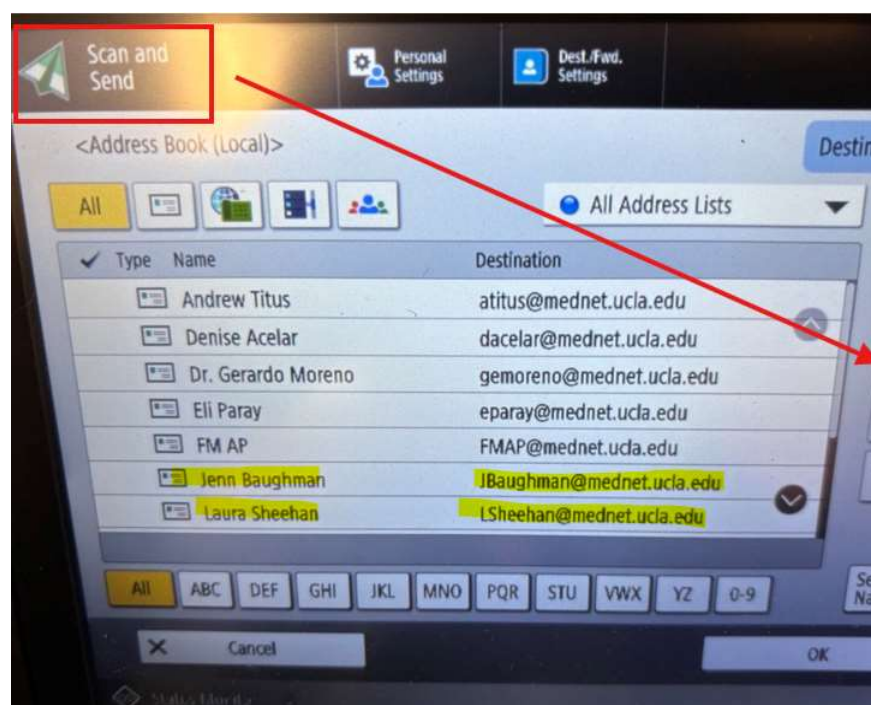 Scan and
Send
Personal
Settings
Dest./Fwd.
Settings
<Address Book (Local)>
All
All Address Lists
Type Name Destination
Andrew Titus atitus@mednet.ucla.edu
Denise Acelar dacelar@mednet.ucla.edu
Dr. Gerardo Moreno gemoreno@mednet.ucla.edu
Eli Paray eparay@mednet.ucla.edu
FM AP FMAP@mednet.ucla.edu
Jenn Baughman JBaughman@mednet.ucla.edu
Laura Sheehan LSheehan@mednet.ucla.edu
All ABC DEF GHI JKL MNO PQR STU VWX YZ 0-9
Cancel OK